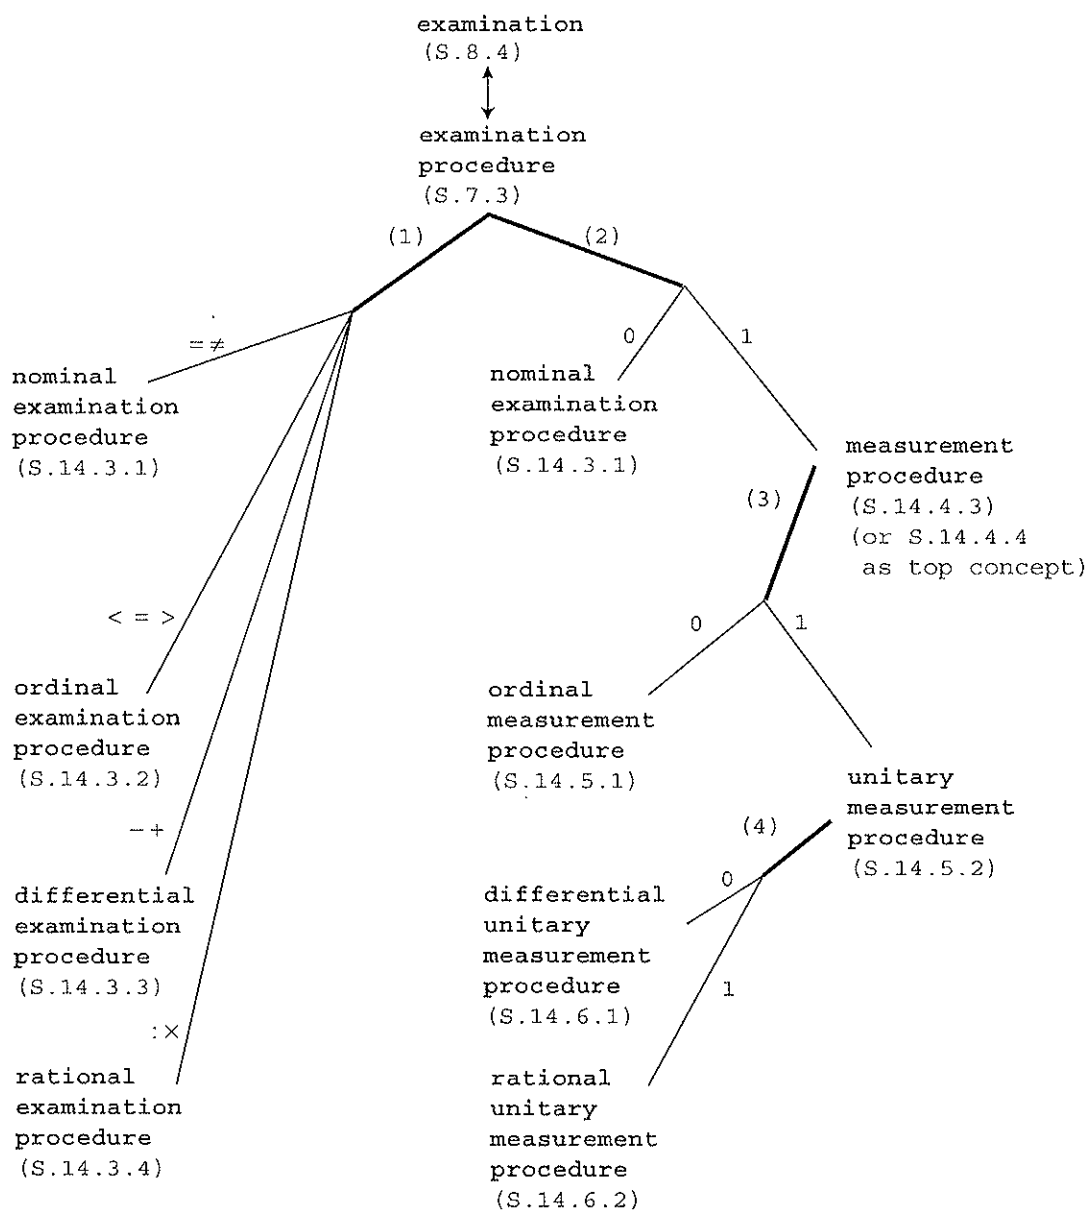 examination
(S.8.4)
examination
procedure
(S.7.3)
(1)
(2)
= ≠
nominal
examination
procedure
(S.14.3.1)
< = >
ordinal
examination
procedure
(S.14.3.2)
− +
differential
examination
procedure
(S.14.3.3)
: ×
rational
examination
procedure
(S.14.3.4)
0
1
nominal
examination
procedure
(S.14.3.1)
measurement
procedure
(S.14.4.3)
(or S.14.4.4
as top concept)
(3)
0
1
ordinal
measurement
procedure
(S.14.5.1)
unitary
measurement
procedure
(S.14.5.2)
(4)
0
1
differential
unitary
measurement
procedure
(S.14.6.1)
rational
unitary
measurement
procedure
(S.14.6.2)